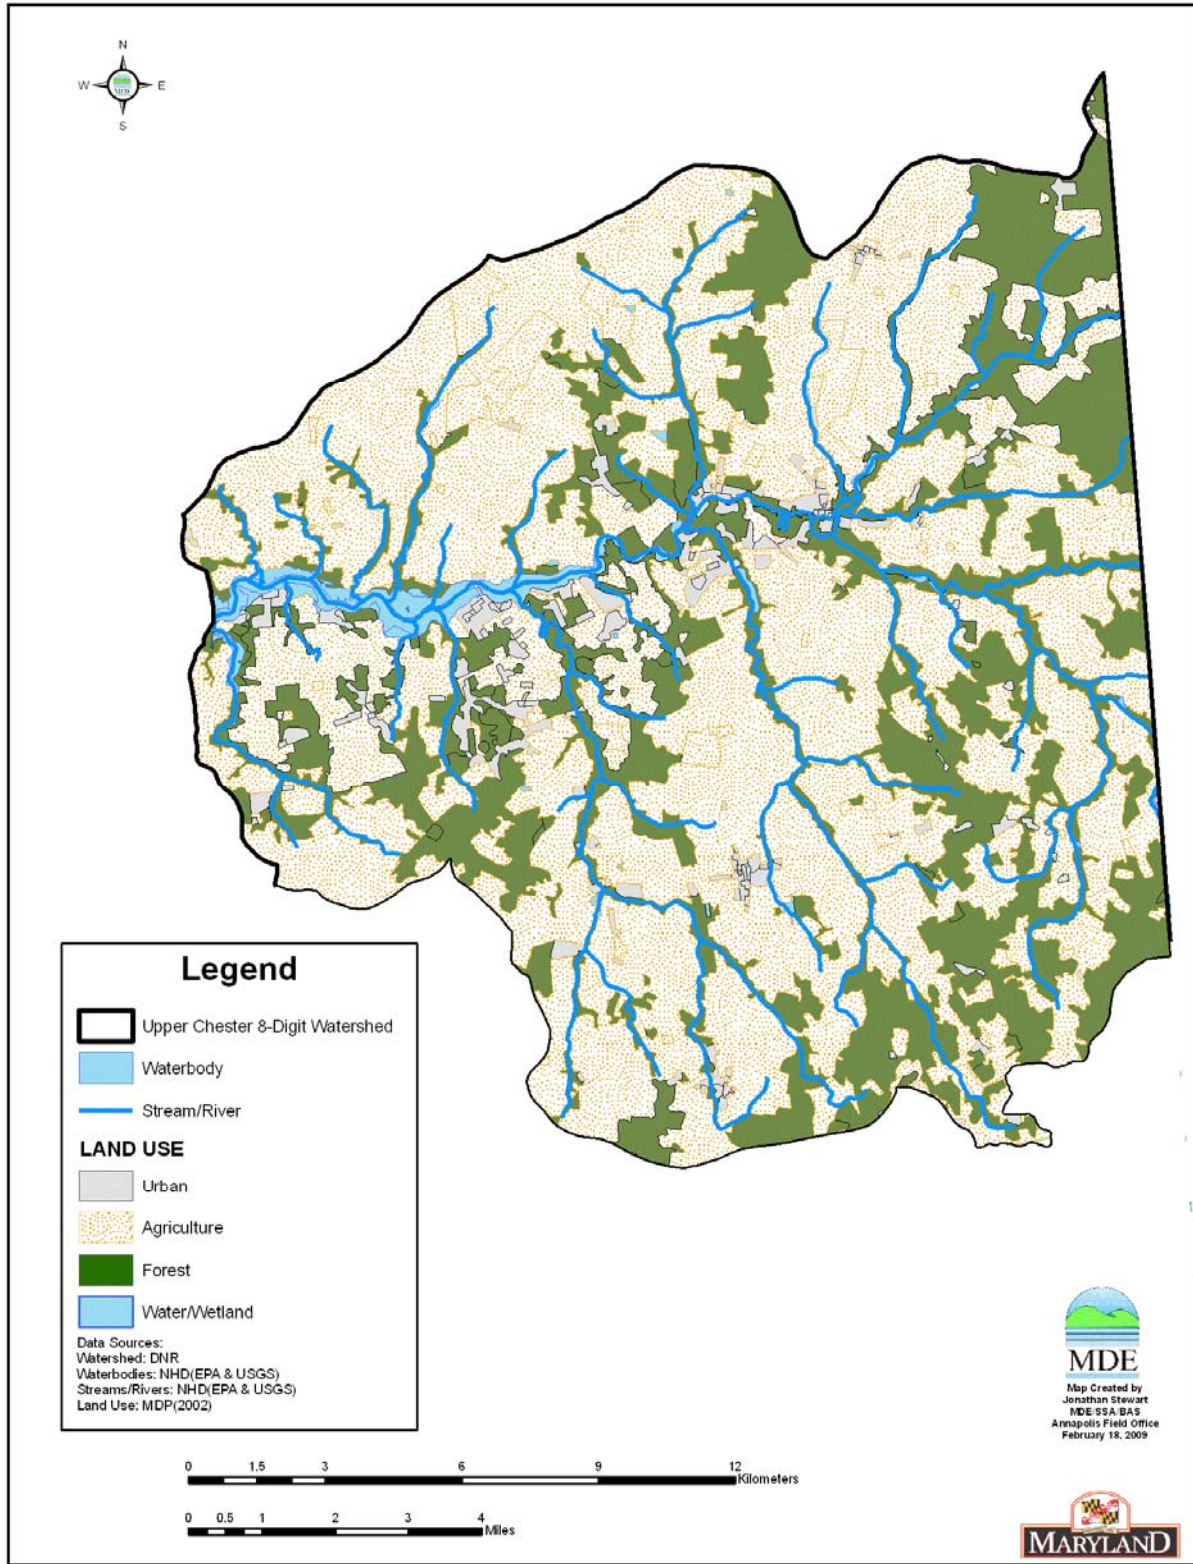 N
W E
S
MDE
Legend
Upper Chester 8-Digit Watershed
Waterbody
Stream/River
LAND USE
Urban
Agriculture
Forest
Water/Wetland
Data Sources:
Watershed: DNR
Waterbodies: NHD(EPA & USGS)
Streams/Rivers: NHD(EPA & USGS)
Land Use: MDP(2002)
MDE
Map Created by
Jonathan Stewart
MDE/SSA/BAS
Annapolis Field Office
February 18, 2009
0 1.5 3 6 9 12
Kilometers
0 0.5 1 2 3 4
Miles
MARYLAND